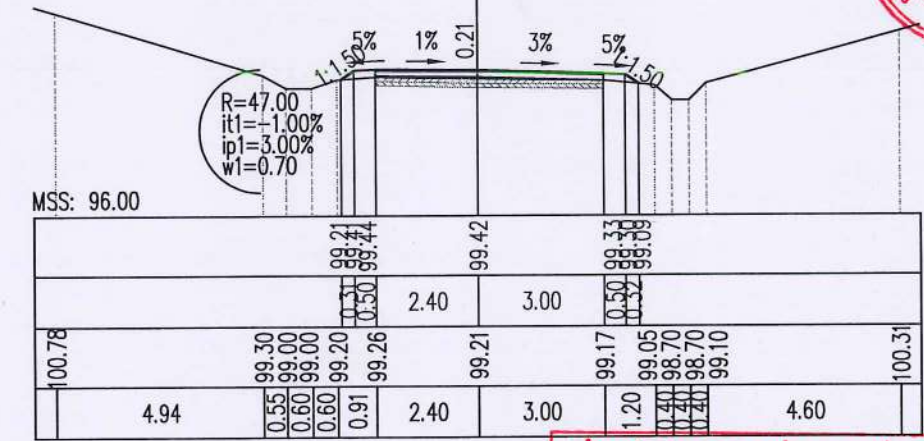 0.21
5% 1% 3% 5%
1:1.50 1:1.50
R=47.00
it1=-1.00%
ip1=3.00%
w1=0.70
MSS: 96.00
99.21 99.41 99.44 99.42 99.33 99.30 99.09
0.31 0.50 2.40 3.00 0.50 0.32
100.78 99.30 99.00 99.00 99.20 99.26 99.21 99.17 99.05 98.70 98.70 99.10 100.31
4.94 0.55 0.60 0.60 0.91 2.40 3.00 1.20 0.40 0.40 0.40 4.60